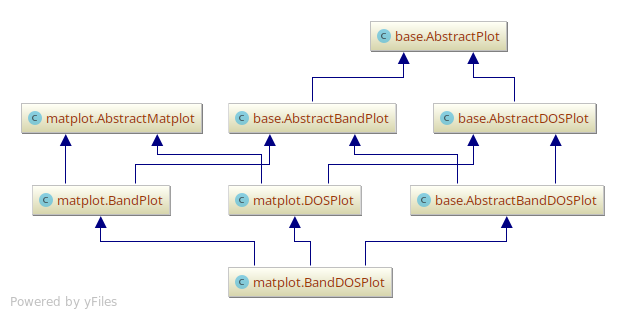 C base.AbstractPlot
C matplot.AbstractMatplot
C base.AbstractBandPlot
C base.AbstractDOSPlot
C matplot.BandPlot
C matplot.DOSPlot
C base.AbstractBandDOSPlot
C matplot.BandDOSPlot
Powered by yFiles